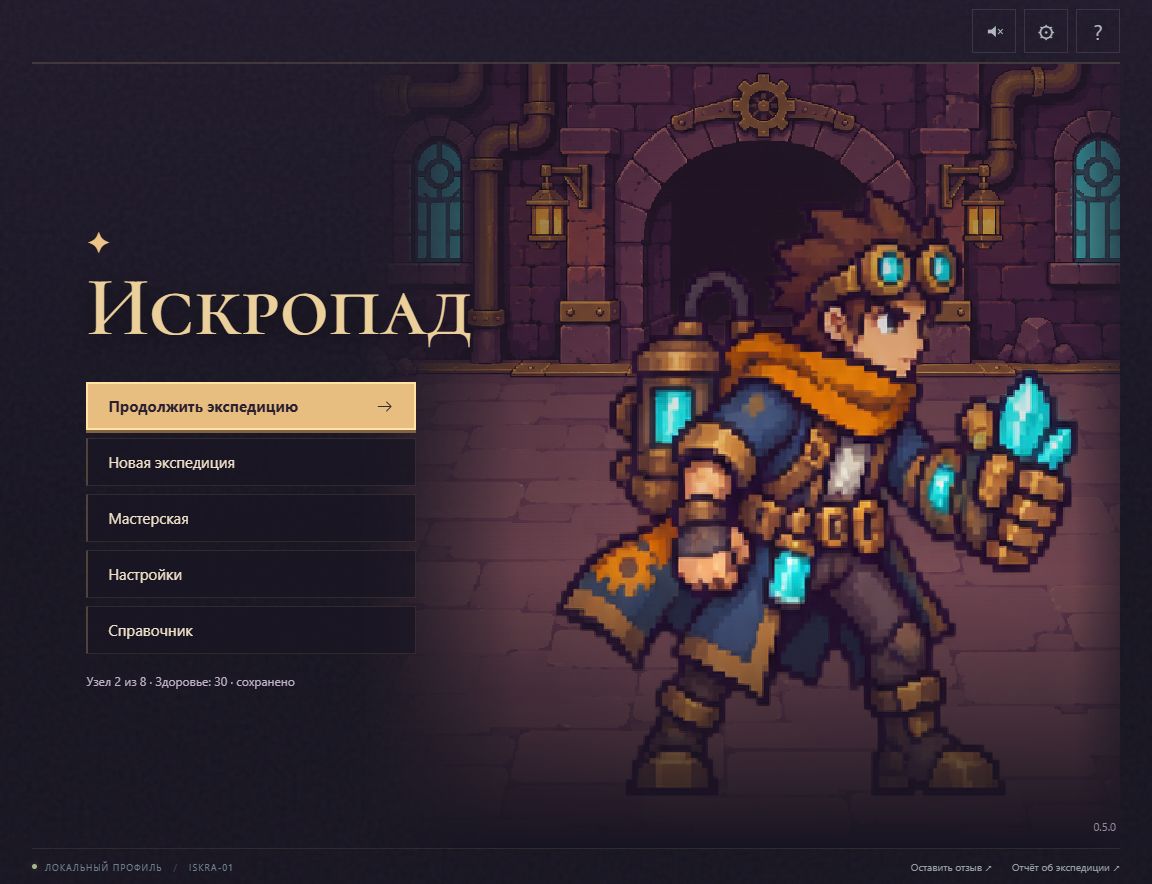 ?
Искропад
Продолжить экспедицию →
Новая экспедиция
Мастерская
Настройки
Справочник
Узел 2 из 8 · Здоровье: 30 · сохранено
0.5.0
ЛОКАЛЬНЫЙ ПРОФИЛЬ / ISKRA-01
Оставить отзыв ↗ Отчёт об экспедиции ↗